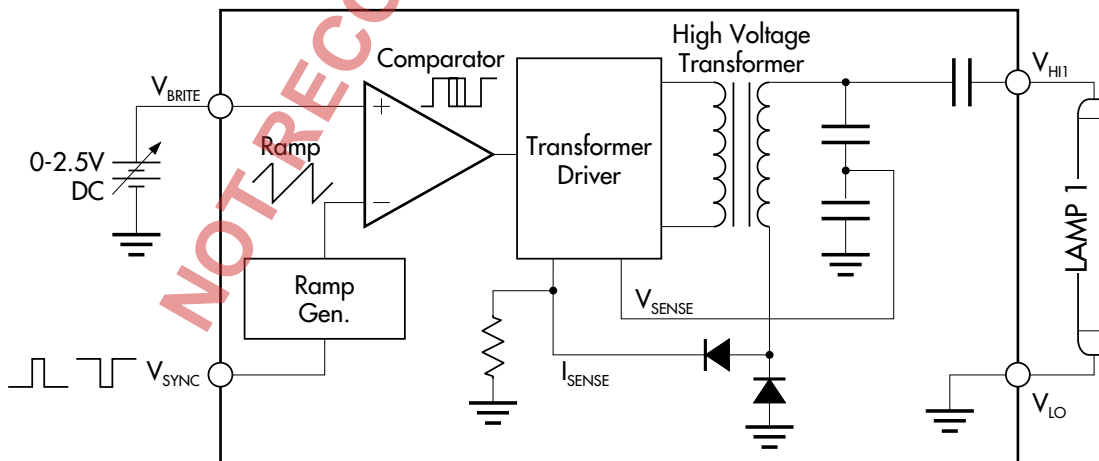 High Voltage
Transformer
Comparator
V_HI1
V_BRITE
+
Ramp
0-2.5V
DC
Transformer
Driver
−
LAMP 1
Ramp
Gen.
V_SENSE
V_SYNC
I_SENSE
V_LO
NOT RECO